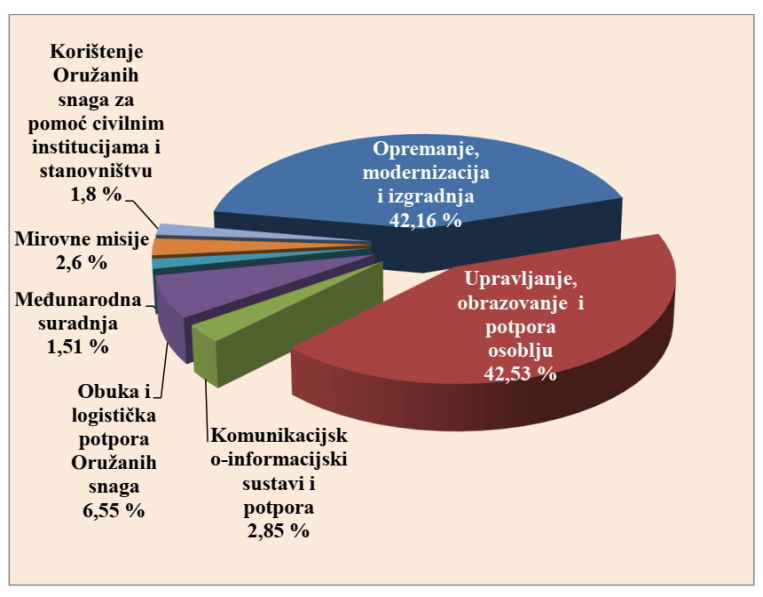 Korištenje
Oružanih
snaga za
pomoć civilnim
institucijama i
stanovništvu
1,8 %
Opremanje,
modernizacija
i izgradnja
42,16 %
Mirovne misije
2,6 %
Upravljanje,
obrazovanje  i
potpora
osoblju
42,53 %
Međunarodna
suradnja
1,51 %
Obuka i
logistička
potpora
Oružanih
snaga
6,55 %
Komunikacijsk
o-informacijski
sustavi i
potpora
2,85 %